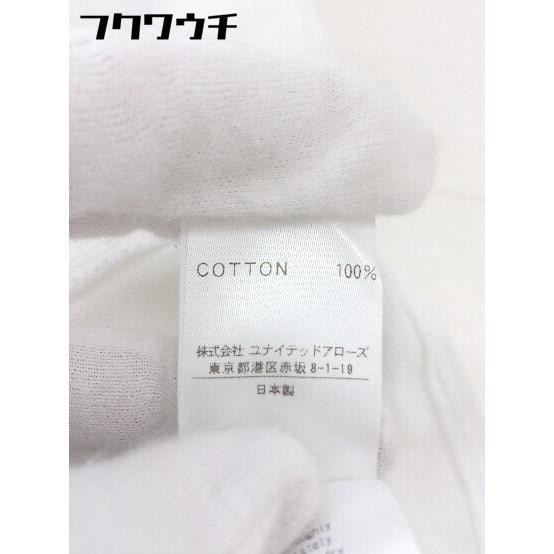 フクワウチ
COTTON 100%
株式会社 ユナイテッドアローズ
東京都港区赤坂8-1-19
日本製